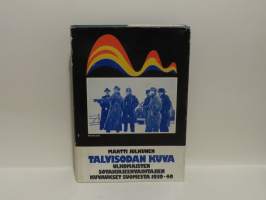 MARTTI JULKUNEN
TALVISODAN KUVA
ULKOMAISTEN
SOTAKIRJEENVAIHTAJIEN
KUVAUKSET SUOMESTA 1939-40